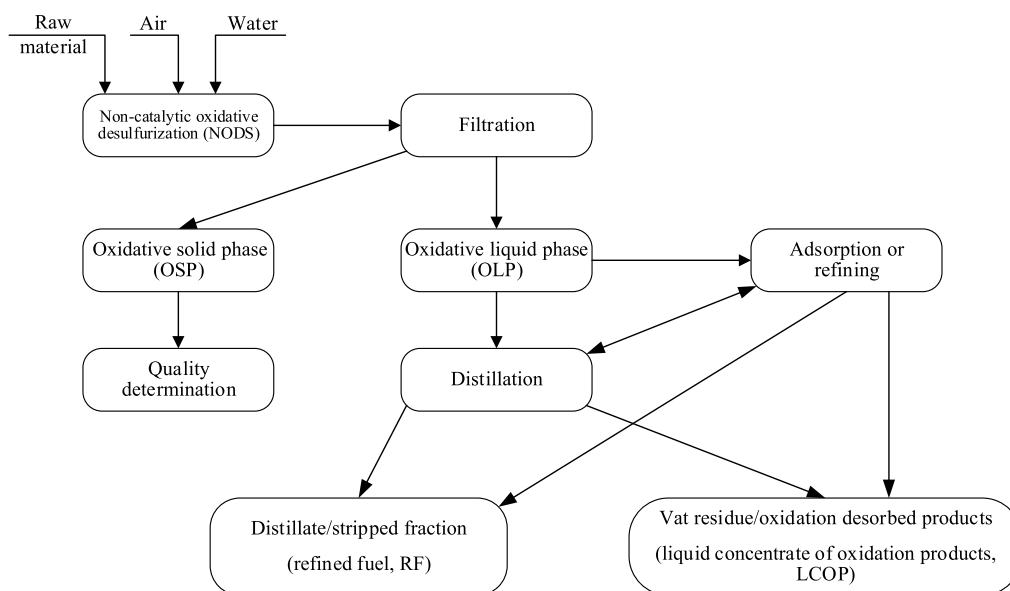 Raw
material
Air
Water
Non-catalytic oxidative
desulfurization (NODS)
Filtration
Oxidative solid phase
(OSP)
Oxidative liquid phase
(OLP)
Adsorption or
refining
Quality
determination
Distillation
Distillate/stripped fraction
(refined fuel, RF)
Vat residue/oxidation desorbed products
(liquid concentrate of oxidation products,
LCOP)